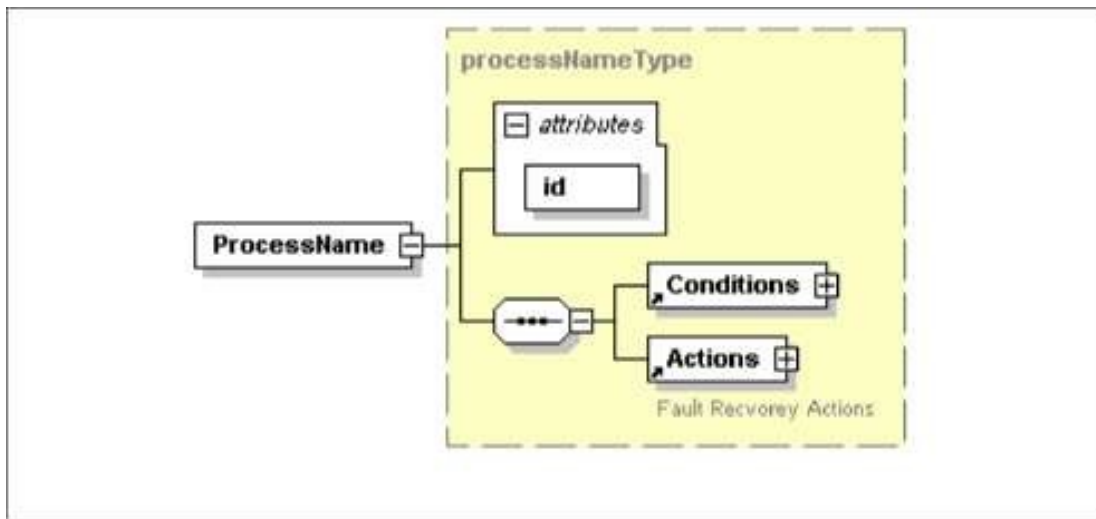 processNameType
attributes
id
ProcessName
Conditions
Actions
Fault Recvorey Actions